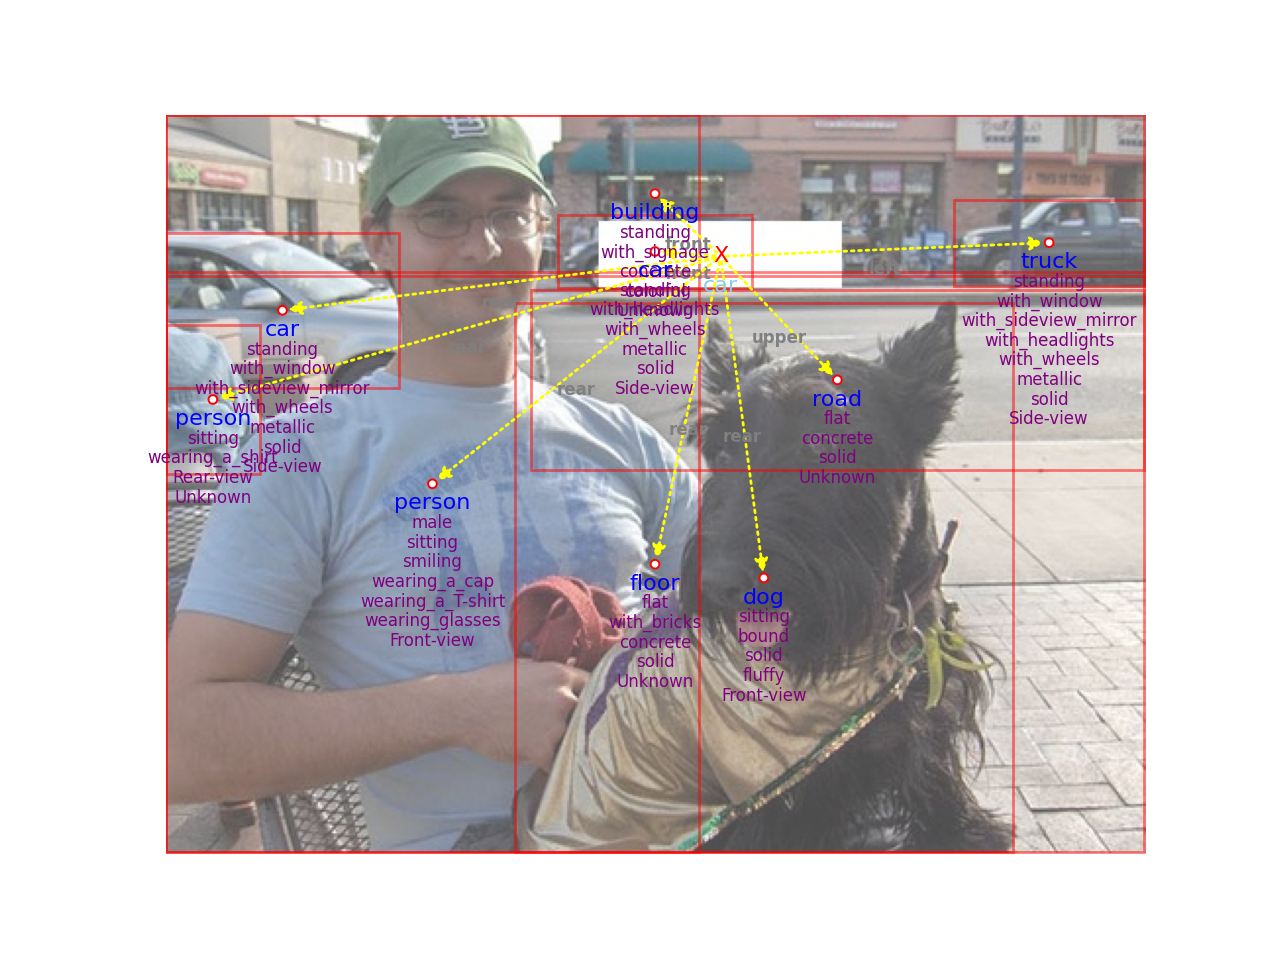 building
standing
with_signage
front
X
concrete
car
front
car
colorful
standing
Unknown
with_headlights
with_wheels
metallic
solid
Side-view
truck
standing
with_window
with_sideview_mirror
with_headlights
with_wheels
metallic
solid
Side-view
car
standing
with_window
with_sideview_mirror
with_wheels
metallic
solid
Side-view
upper
rear
rear
rear
road
flat
concrete
solid
Unknown
person
sitting
wearing_a_shirt
Rear-view
Unknown
person
male
sitting
smiling
wearing_a_cap
wearing_a_T-shirt
wearing_glasses
Front-view
floor
flat
with_bricks
concrete
solid
Unknown
dog
sitting
bound
solid
fluffy
Front-view